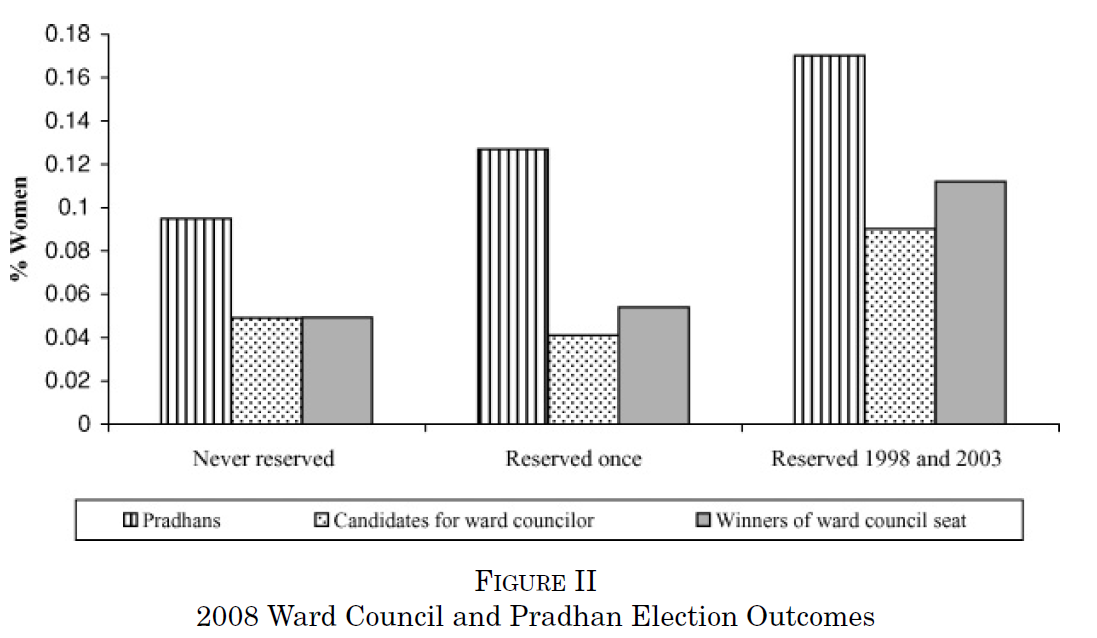 0.18
0.16
0.14
0.12
0.1
0.08
0.06
0.04
0.02
0
% Women
Never reserved
Reserved once
Reserved 1998 and 2003
Pradhans
Candidates for ward councilor
Winners of ward council seat
FIGURE II
2008 Ward Council and Pradhan Election Outcomes